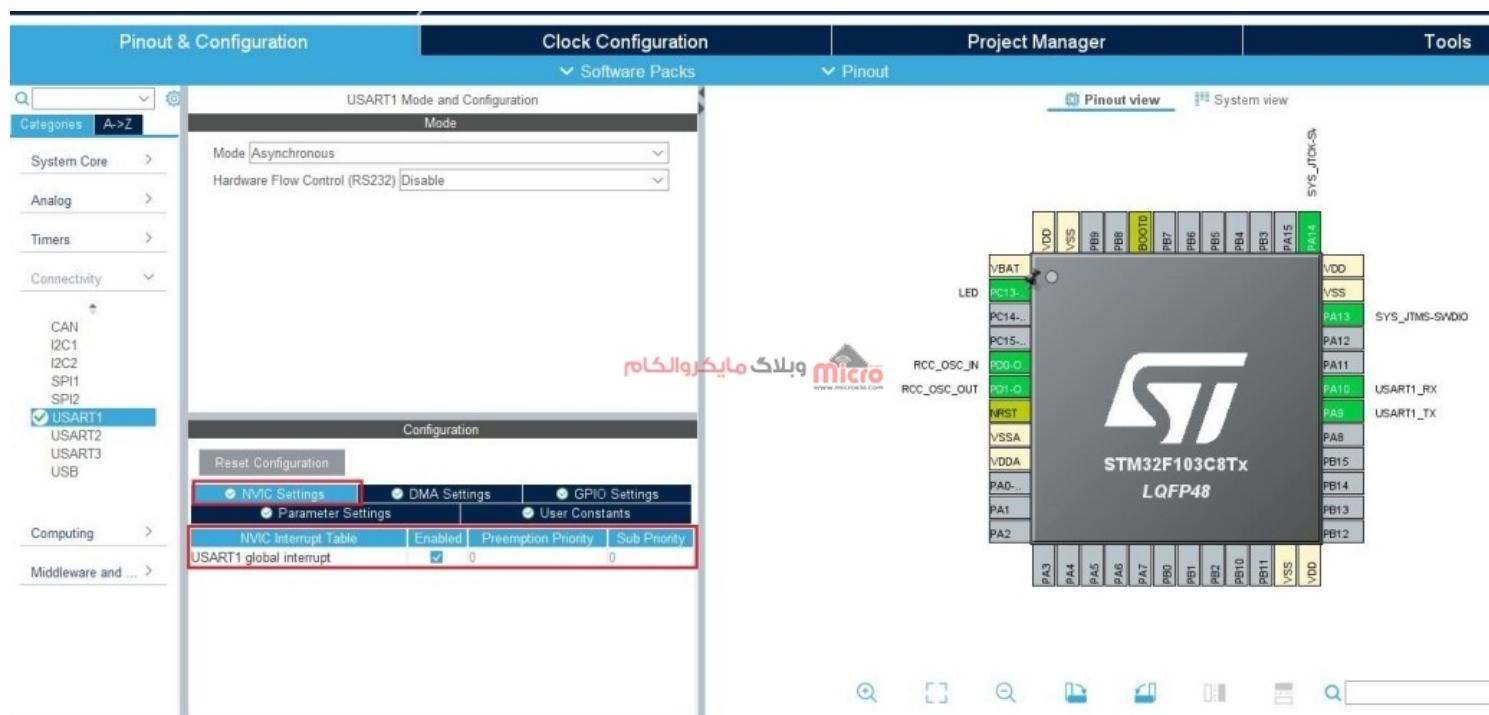 Pinout & Configuration
Clock Configuration
Project Manager
Tools
Software Packs
Pinout
Categories
A->Z
System Core
Analog
Timers
Connectivity
CAN
I2C1
I2C2
SPI1
SPI2
USART1
USART2
USART3
USB
Computing
Middleware and ...
USART1 Mode and Configuration
Mode
Mode Asynchronous
Hardware Flow Control (RS232) Disable
Configuration
Reset Configuration
NVIC Settings
DMA Settings
GPIO Settings
Parameter Settings
User Constants
NVIC Interrupt Table Enabled Preemption Priority Sub Priority
USART1 global interrupt 0 0
وبلاگ مایکروالکام
micro
www.microele.com
Pinout view
System view
SYS_JTCK-SW
VDD
VSS
PB9
PB8
BOOT0
PB7
PB6
PB5
PB4
PB3
PA15
PA14
VBAT
LED PC13-
PC14-..
PC15-..
RCC_OSC_IN PD0-O
RCC_OSC_OUT PD1-O
NRST
VSSA
VDDA
PA0-..
PA1
PA2
STM32F103C8Tx
LQFP48
VDD
VSS
PA13 SYS_JTMS-SWDIO
PA12
PA11
PA10 USART1_RX
PA9 USART1_TX
PA8
PB15
PB14
PB13
PB12
PA3
PA4
PA5
PA6
PA7
PB0
PB1
PB2
PB10
PB11
VSS
VDD